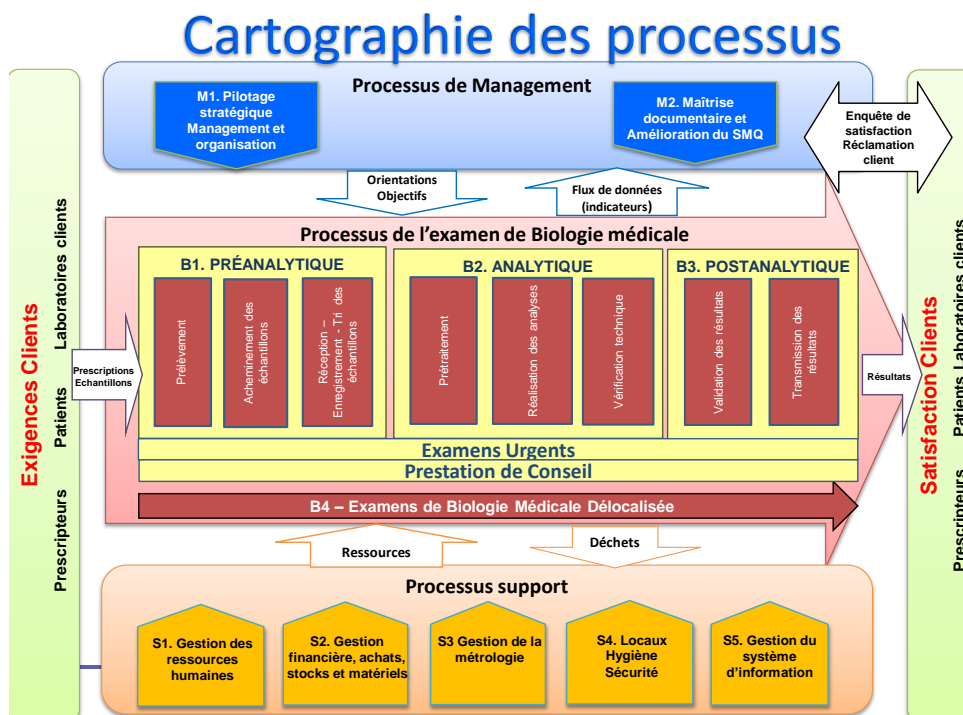 Cartographie des processus
Processus de Management
M1. Pilotage
stratégique
Management et
organisation
M2. Maîtrise
documentaire et
Amélioration du SMQ
Enquête de
satisfaction
Réclamation
client
Orientations
Objectifs
Flux de données
(indicateurs)
Exigences Clients
Prescripteurs
Patients
Laboratoires clients
Prescriptions
Echantillons
Processus de l'examen de Biologie médicale
B1. PRÉANALYTIQUE
Prélèvement
Acheminement des
échantillons
Réception –
Enregistrement - Tri des
échantillons
B2. ANALYTIQUE
Prétraitement
Réalisation des analyses
Vérification technique
B3. POSTANALYTIQUE
Validation des résultats
Transmission des
résultats
Examens Urgents
Prestation de Conseil
B4 – Examens de Biologie Médicale Délocalisée
Résultats
Satisfaction Clients
Prescripteurs
Patients
Laboratoires clients
Ressources
Déchets
Processus support
S1. Gestion des
ressources
humaines
S2. Gestion
financière, achats,
stocks et matériels
S3 Gestion de la
métrologie
S4. Locaux
Hygiène
Sécurité
S5. Gestion du
système
d'information